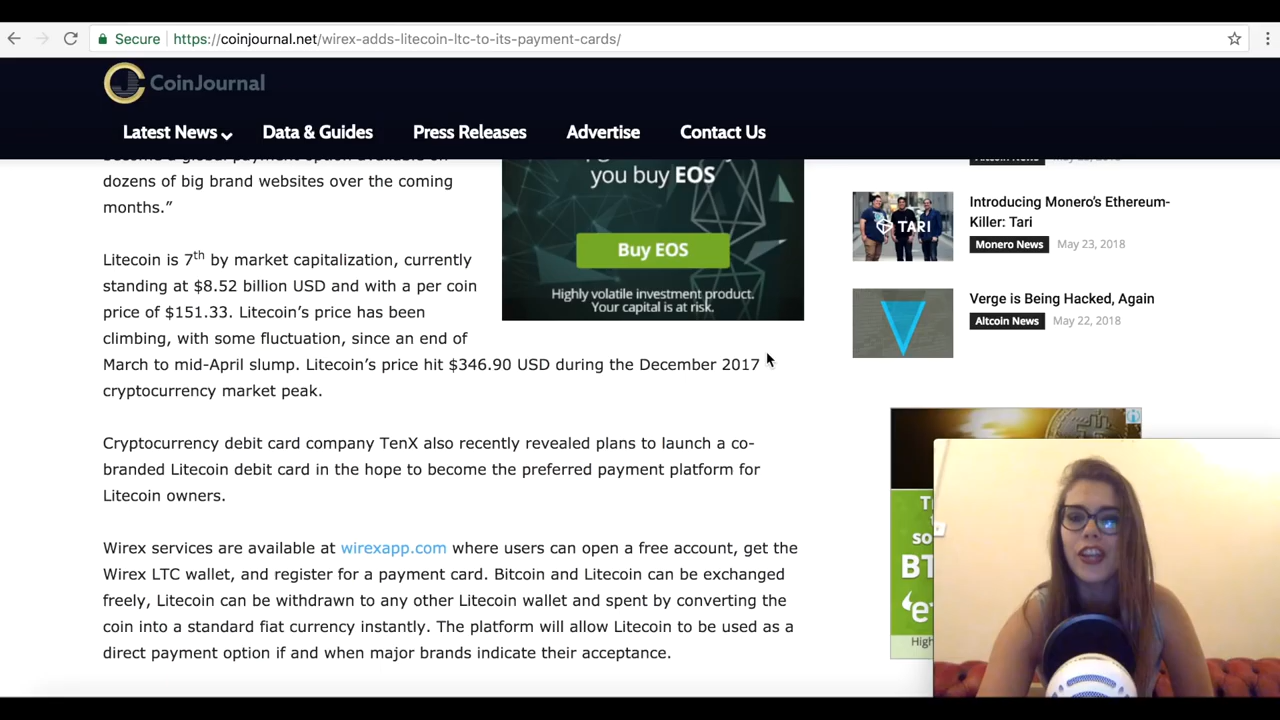 Secure
https://coinjournal.net/wirex-adds-litecoin-ltc-to-its-payment-cards/
CoinJournal
Latest News
Data & Guides
Press Releases
Advertise
Contact Us
become a global payment option available on
dozens of big brand websites over the coming
months.”
Litecoin is 7th by market capitalization, currently
standing at $8.52 billion USD and with a per coin
price of $151.33. Litecoin’s price has been
climbing, with some fluctuation, since an end of
March to mid-April slump. Litecoin’s price hit $346.90 USD during the December 2017
cryptocurrency market peak.
Cryptocurrency debit card company TenX also recently revealed plans to launch a co-
branded Litecoin debit card in the hope to become the preferred payment platform for
Litecoin owners.
Wirex services are available at wirexapp.com where users can open a free account, get the
Wirex LTC wallet, and register for a payment card. Bitcoin and Litecoin can be exchanged
freely, Litecoin can be withdrawn to any other Litecoin wallet and spent by converting the
coin into a standard fiat currency instantly. The platform will allow Litecoin to be used as a
direct payment option if and when major brands indicate their acceptance.
you buy EOS
Buy EOS
Highly volatile investment product.
Your capital is at risk.
Altcoin News
TARI
Introducing Monero’s Ethereum-
Killer: Tari
Monero News May 23, 2018
Verge is Being Hacked, Again
Altcoin News May 22, 2018